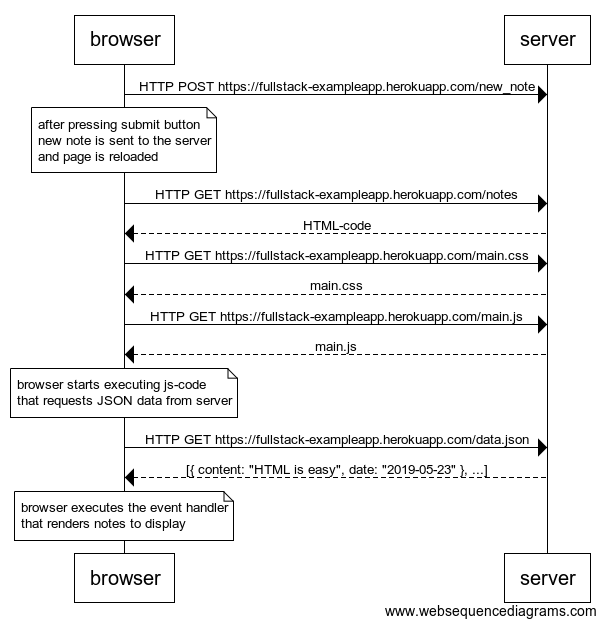 browser server
HTTP POST https://fullstack-exampleapp.herokuapp.com/new_note
after pressing submit button
new note is sent to the server
and page is reloaded
HTTP GET https://fullstack-exampleapp.herokuapp.com/notes
HTML-code
HTTP GET https://fullstack-exampleapp.herokuapp.com/main.css
main.css
HTTP GET https://fullstack-exampleapp.herokuapp.com/main.js
main.js
browser starts executing js-code
that requests JSON data from server
HTTP GET https://fullstack-exampleapp.herokuapp.com/data.json
[{ content: "HTML is easy", date: "2019-05-23" }, ...]
browser executes the event handler
that renders notes to display
browser server
www.websequencediagrams.com